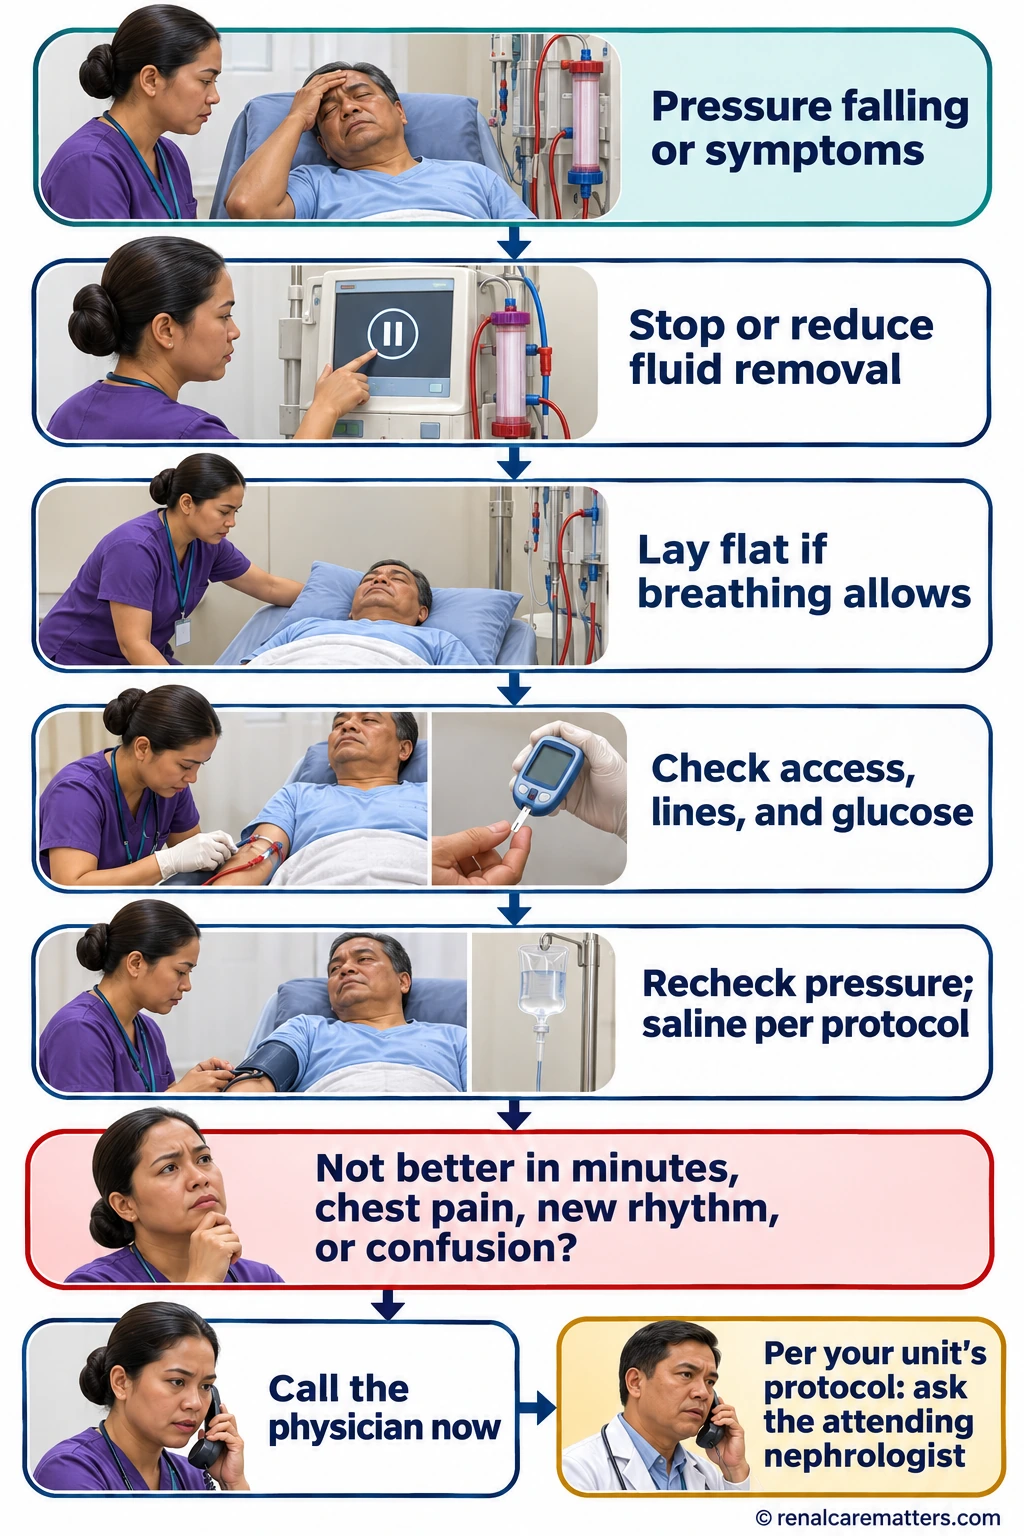 Pressure falling
or symptoms
Stop or reduce
fluid removal
Lay flat if
breathing allows
Check access,
lines, and glucose
Recheck pressure;
saline per protocol
Not better in minutes,
chest pain, new rhythm,
or confusion?
Call the
physician now
Per your unit's
protocol: ask
the attending
nephrologist
© renalcarematters.com